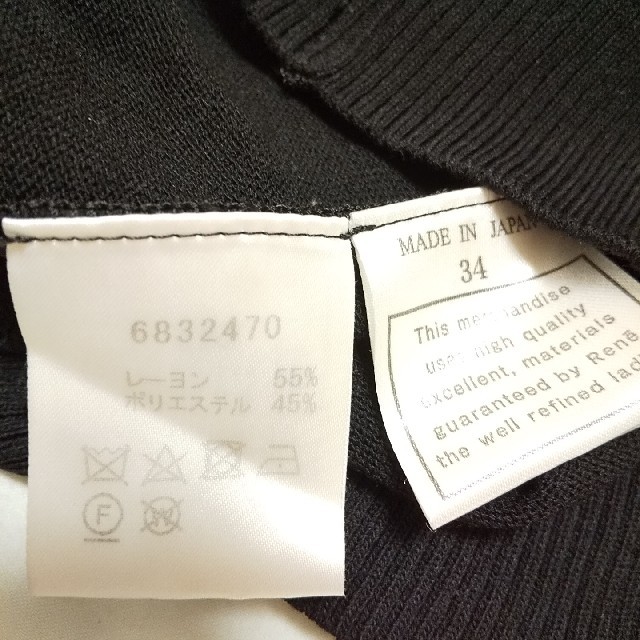 6832470
レーヨン 55%
ポリエステル 45%
F
MADE IN JAPAN
34
This merchandise
uses high quality
excellent, materials
guaranteed by René
the well refined lad